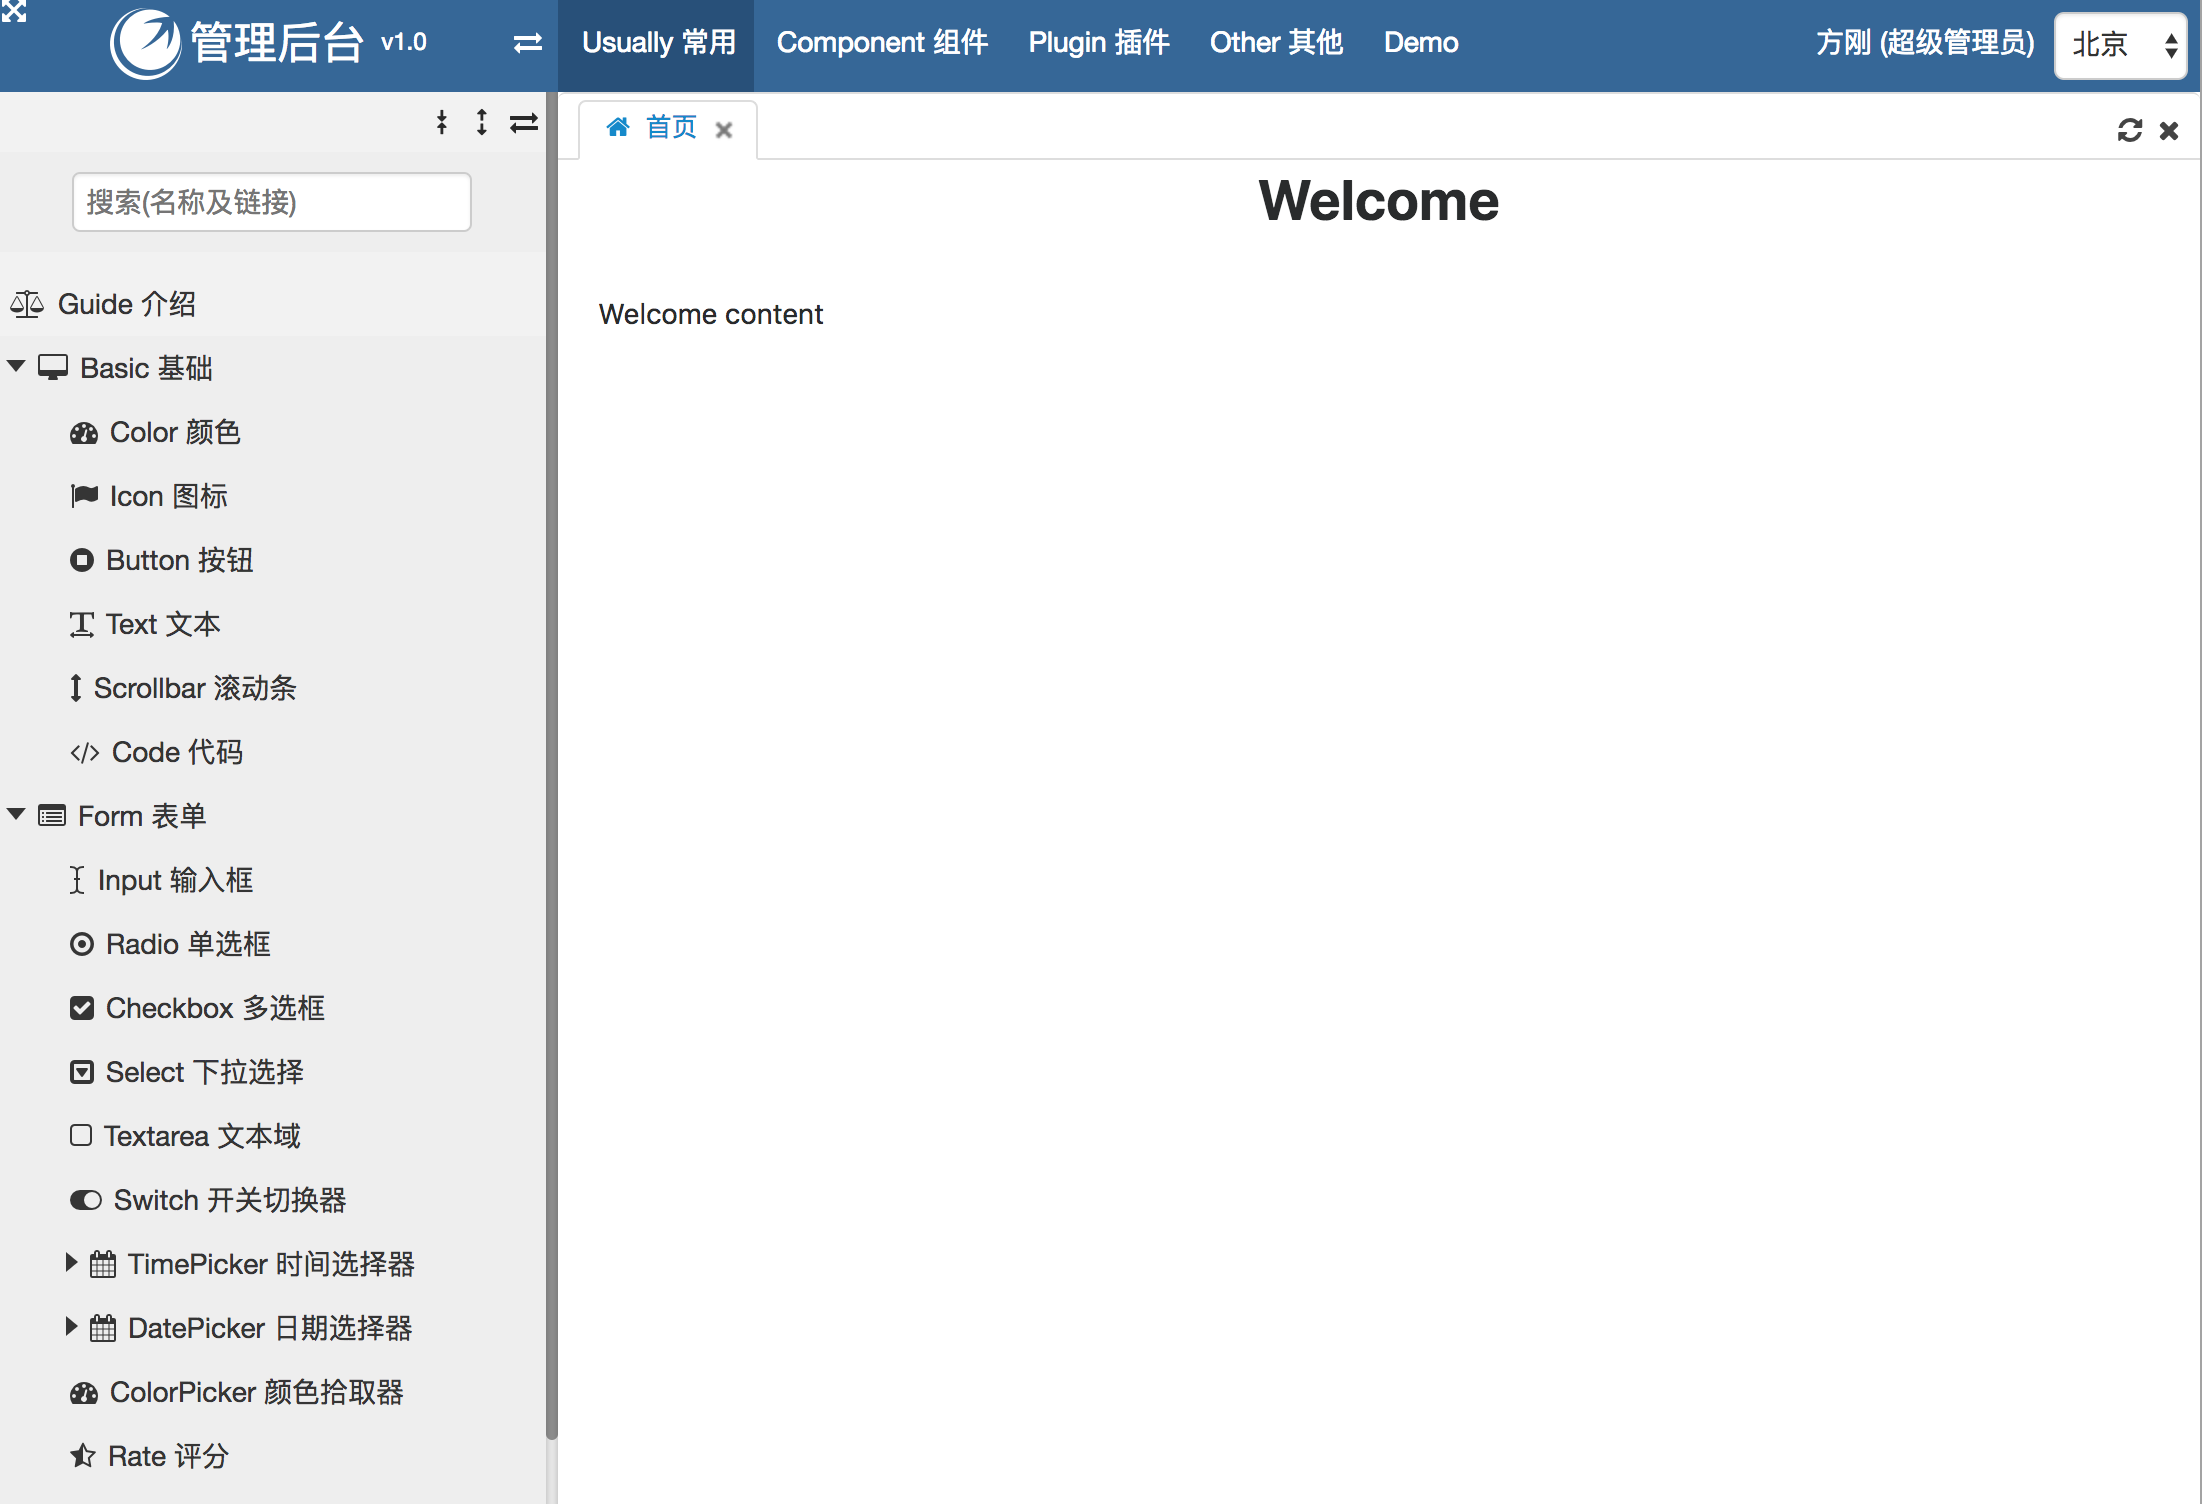 管理后台 v1.0
Usually 常用 Component 组件 Plugin 插件 Other 其他 Demo
方刚 (超级管理员) 北京
首页
搜索(名称及链接)
Guide 介绍
Basic 基础
Color 颜色
Icon 图标
Button 按钮
Text 文本
Scrollbar 滚动条
Code 代码
Form 表单
Input 输入框
Radio 单选框
Checkbox 多选框
Select 下拉选择
Textarea 文本域
Switch 开关切换器
TimePicker 时间选择器
DatePicker 日期选择器
ColorPicker 颜色拾取器
Rate 评分
Welcome
Welcome content